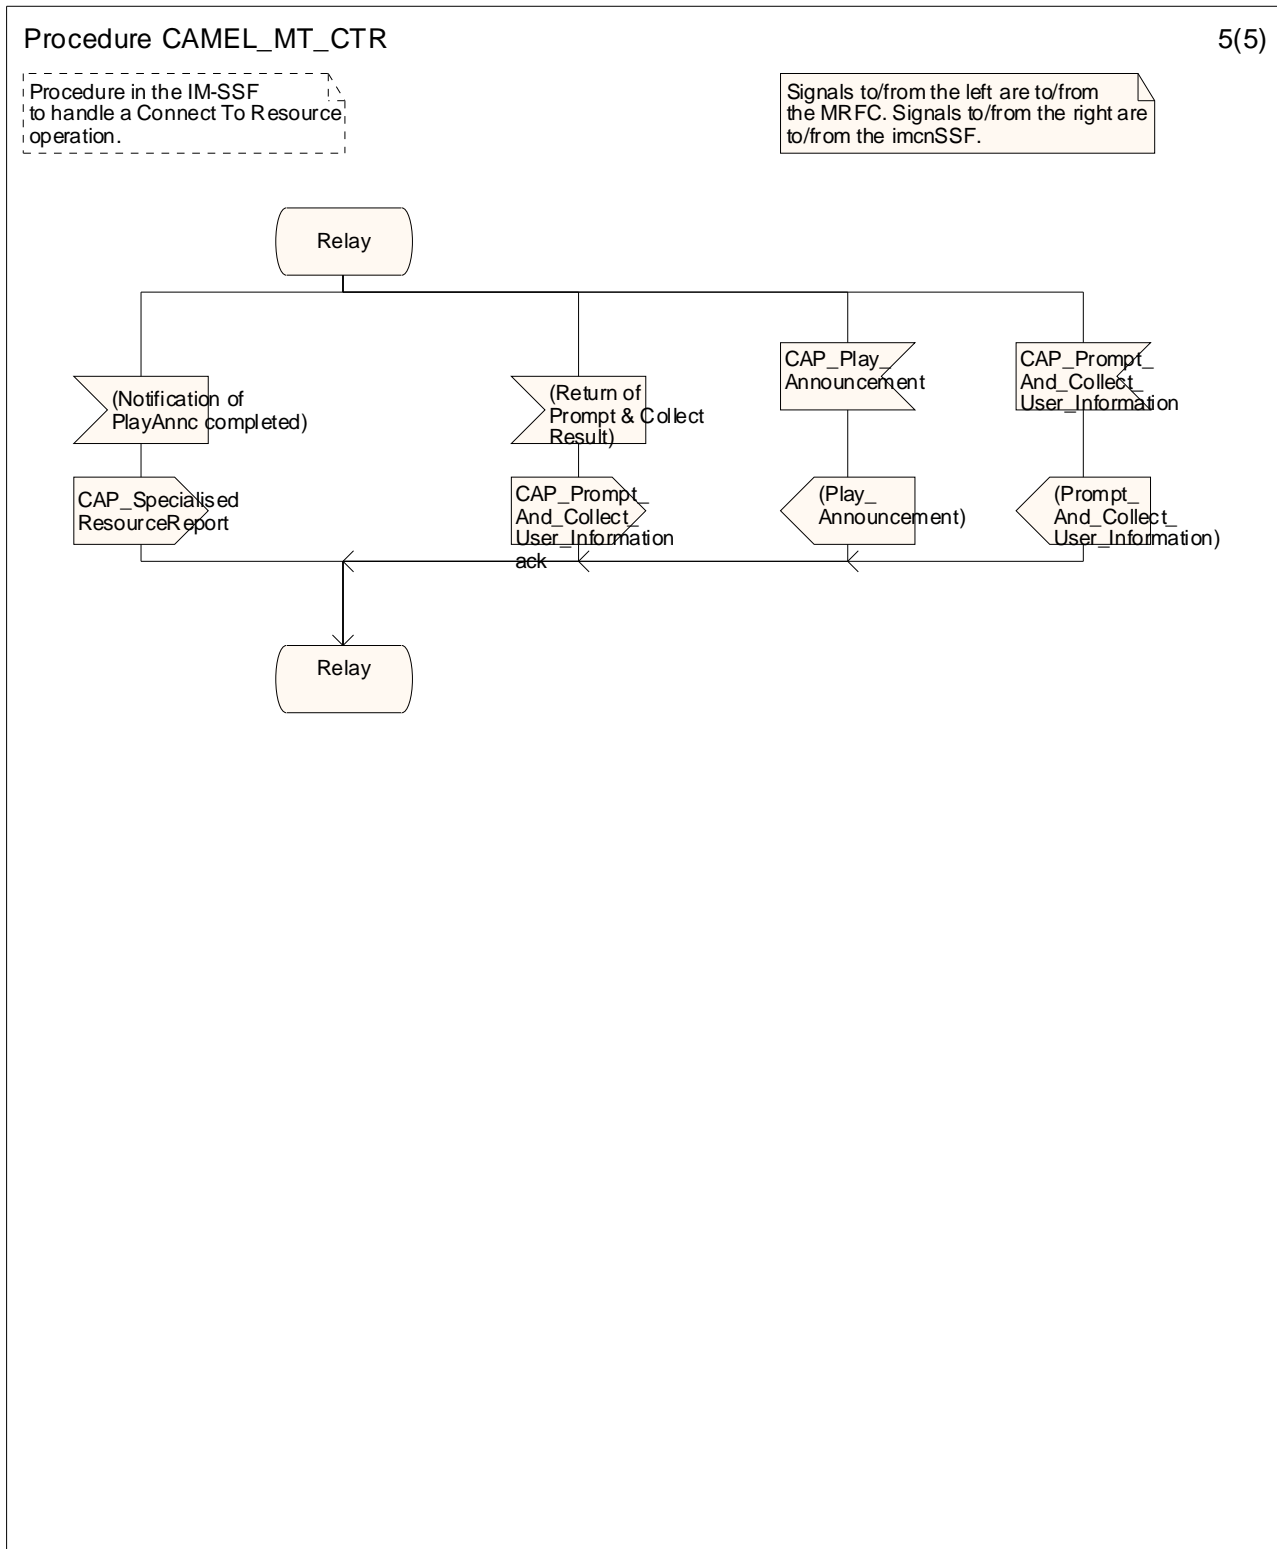 Procedure CAMEL_MT_CTR
5(5)
Procedure in the IM-SSF
to handle a Connect To Resource
operation.
Signals to/from the left are to/from
the MRFC. Signals to/from the right are
to/from the imcnSSF.
Relay
(Notification of
PlayAnnc completed)
(Return of
Prompt & Collect
Result)
CAP_Play_
Announcement
CAP_Prompt_
And_Collect_
User_Information
CAP_Specialised
ResourceReport
CAP_Prompt_
And_Collect_
User_Information
ack
(Play_
Announcement)
(Prompt_
And_Collect_
User_Information)
Relay